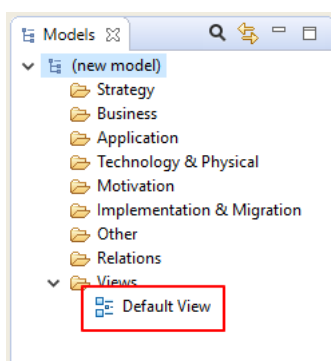 Models
(new model)
Strategy
Business
Application
Technology & Physical
Motivation
Implementation & Migration
Other
Relations
Views
Default View